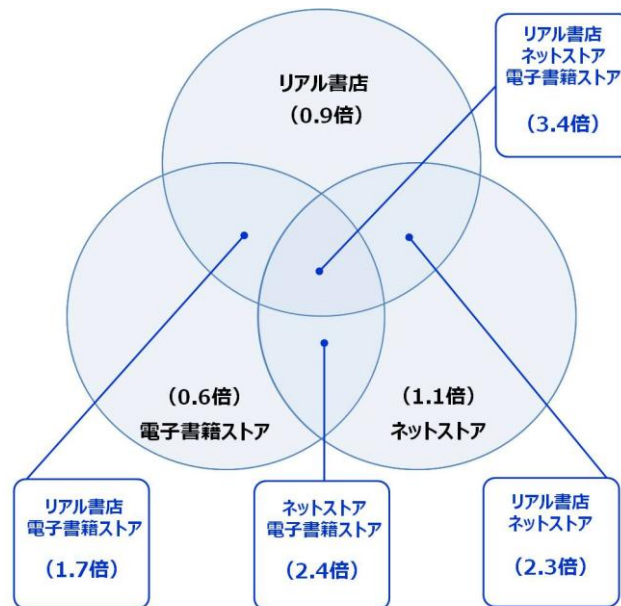 リアル書店
（0.9倍）
リアル書店
ネットストア
電子書籍ストア
（3.4倍）
（0.6倍）
電子書籍ストア
（1.1倍）
ネットストア
リアル書店
電子書籍ストア
（1.7倍）
ネットストア
電子書籍ストア
（2.4倍）
リアル書店
ネットストア
（2.3倍）